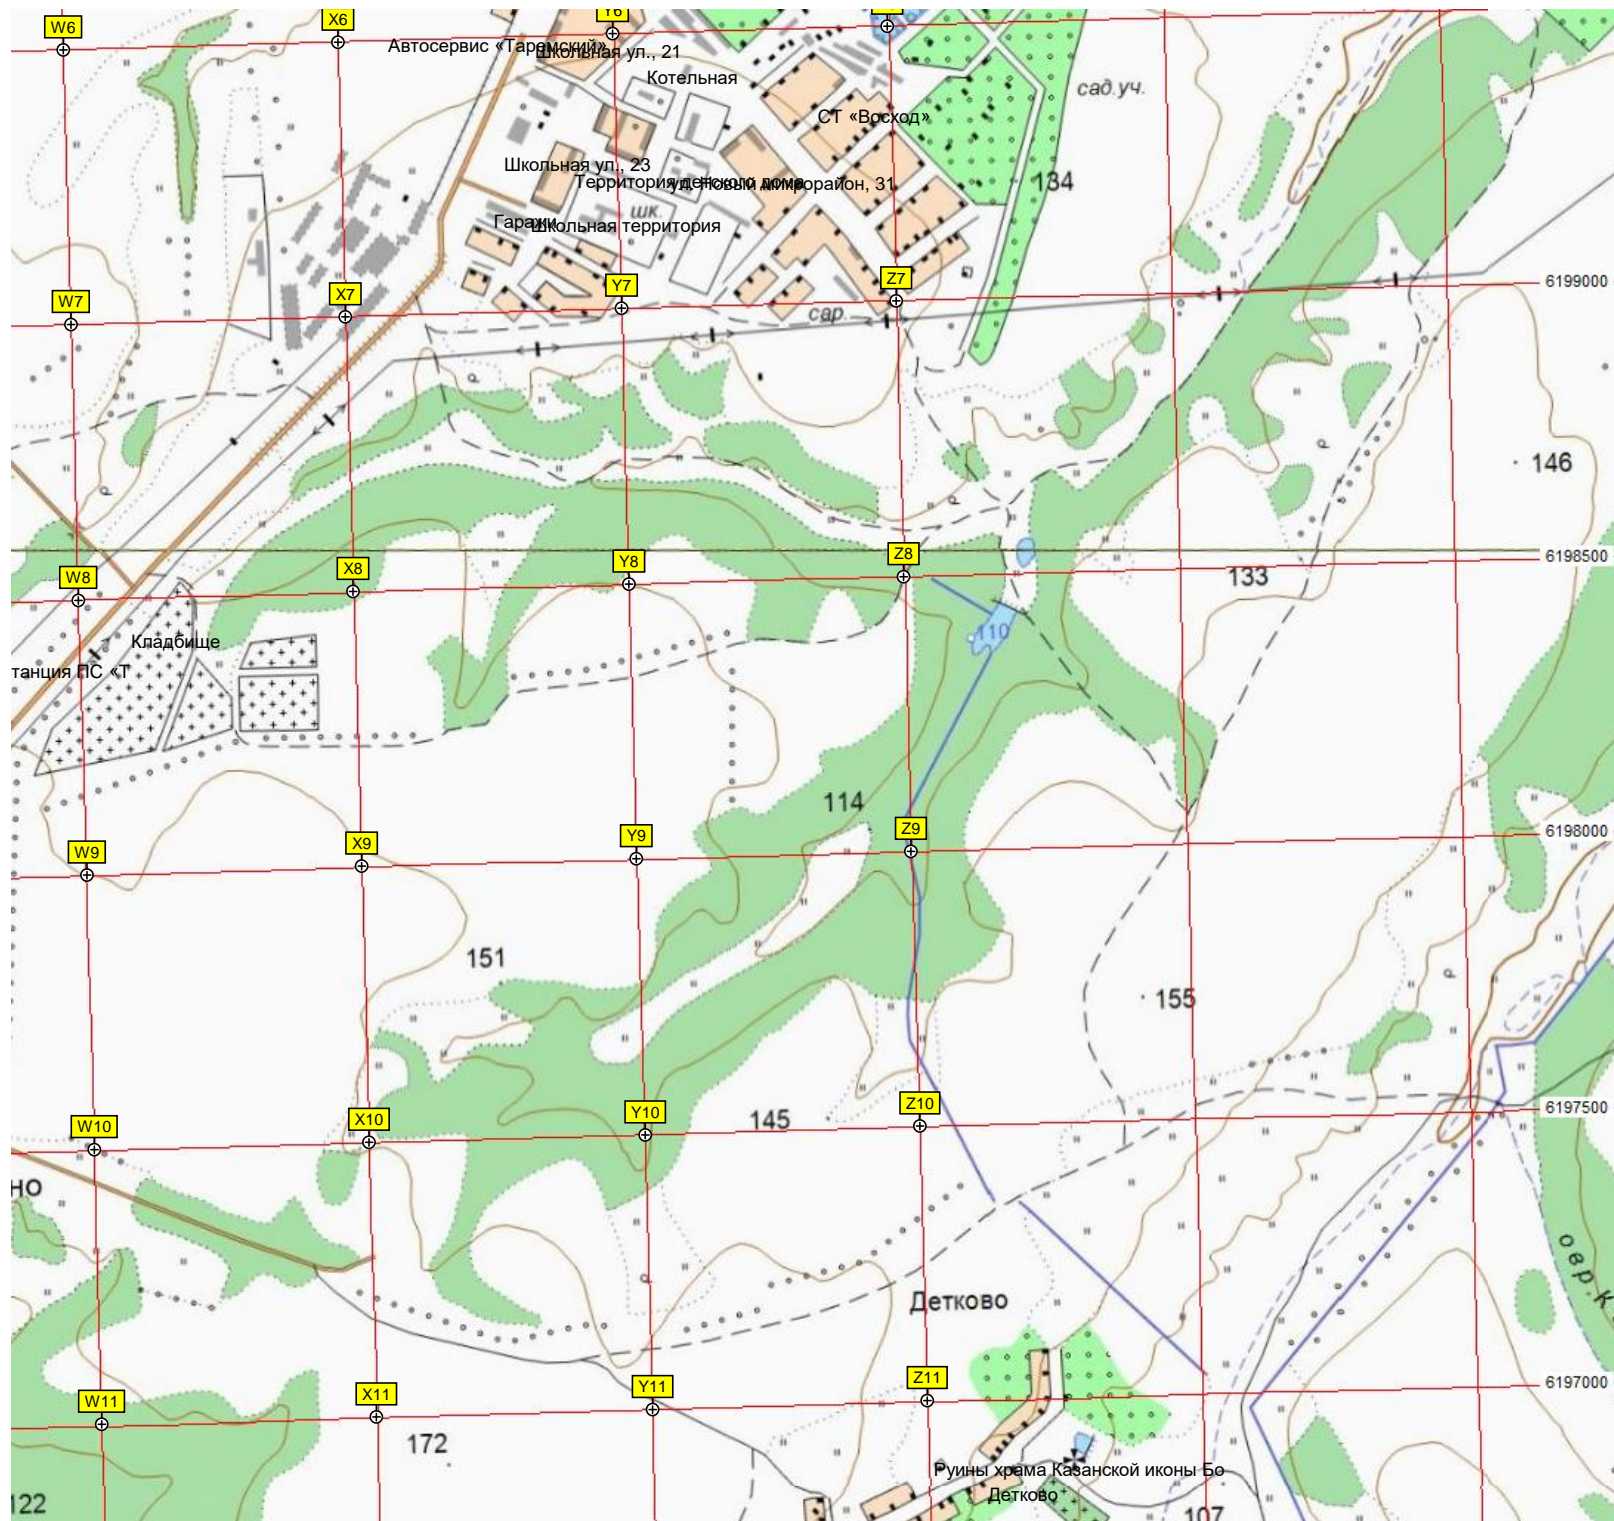 W6
X6
Y6
Автосервис «Таремский»
Школьная ул., 21
Котельная
сад.уч.
СТ «Восход»
Школьная ул., 23
Территория детского дома
ул. Новый микрорайон, 31
134
шк.
Гаражи
Школьная территория
W7
X7
Y7
Z7
6199000
сар.
146
W8
X8
Y8
Z8
6198500
133
110
Кладбище
танция ПС «Т
114
W9
X9
Y9
Z9
6198000
151
155
W10
X10
Y10
Z10
6197500
145
но
овр.К
Детково
W11
X11
Y11
Z11
6197000
172
Руины храма Казанской иконы Бо
Детково
122
107